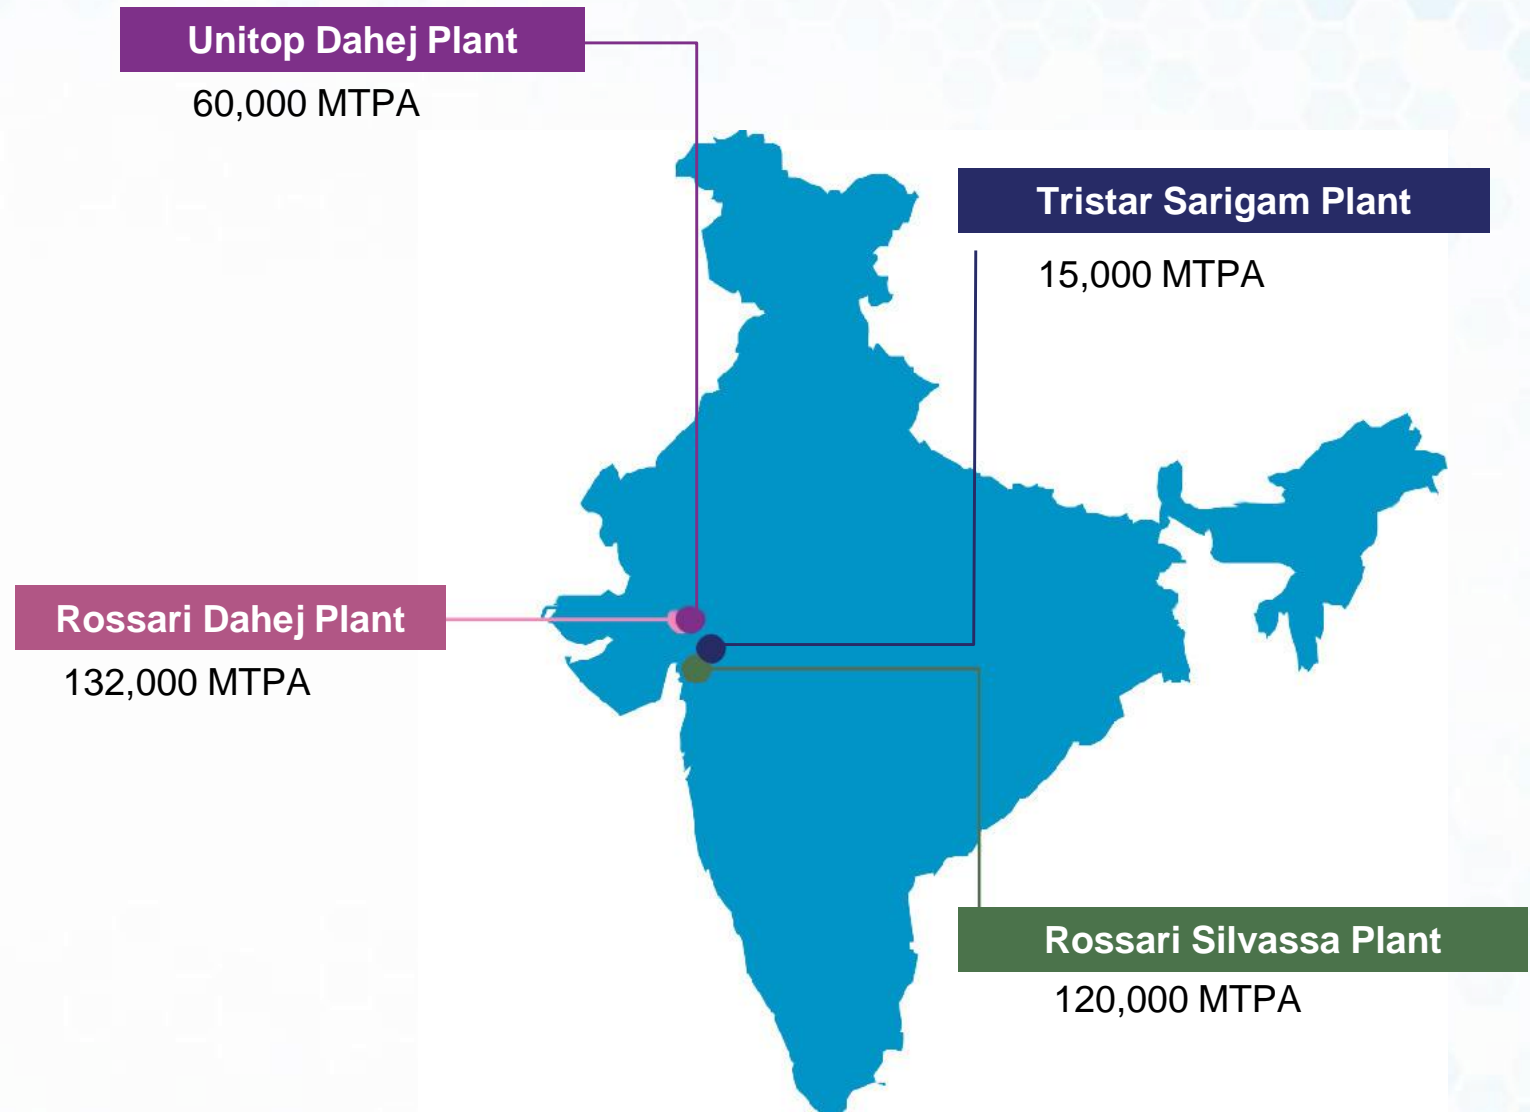 Unitop Dahej Plant
60,000 MTPA
Tristar Sarigam Plant
15,000 MTPA
Rossari Dahej Plant
132,000 MTPA
Rossari Silvassa Plant
120,000 MTPA